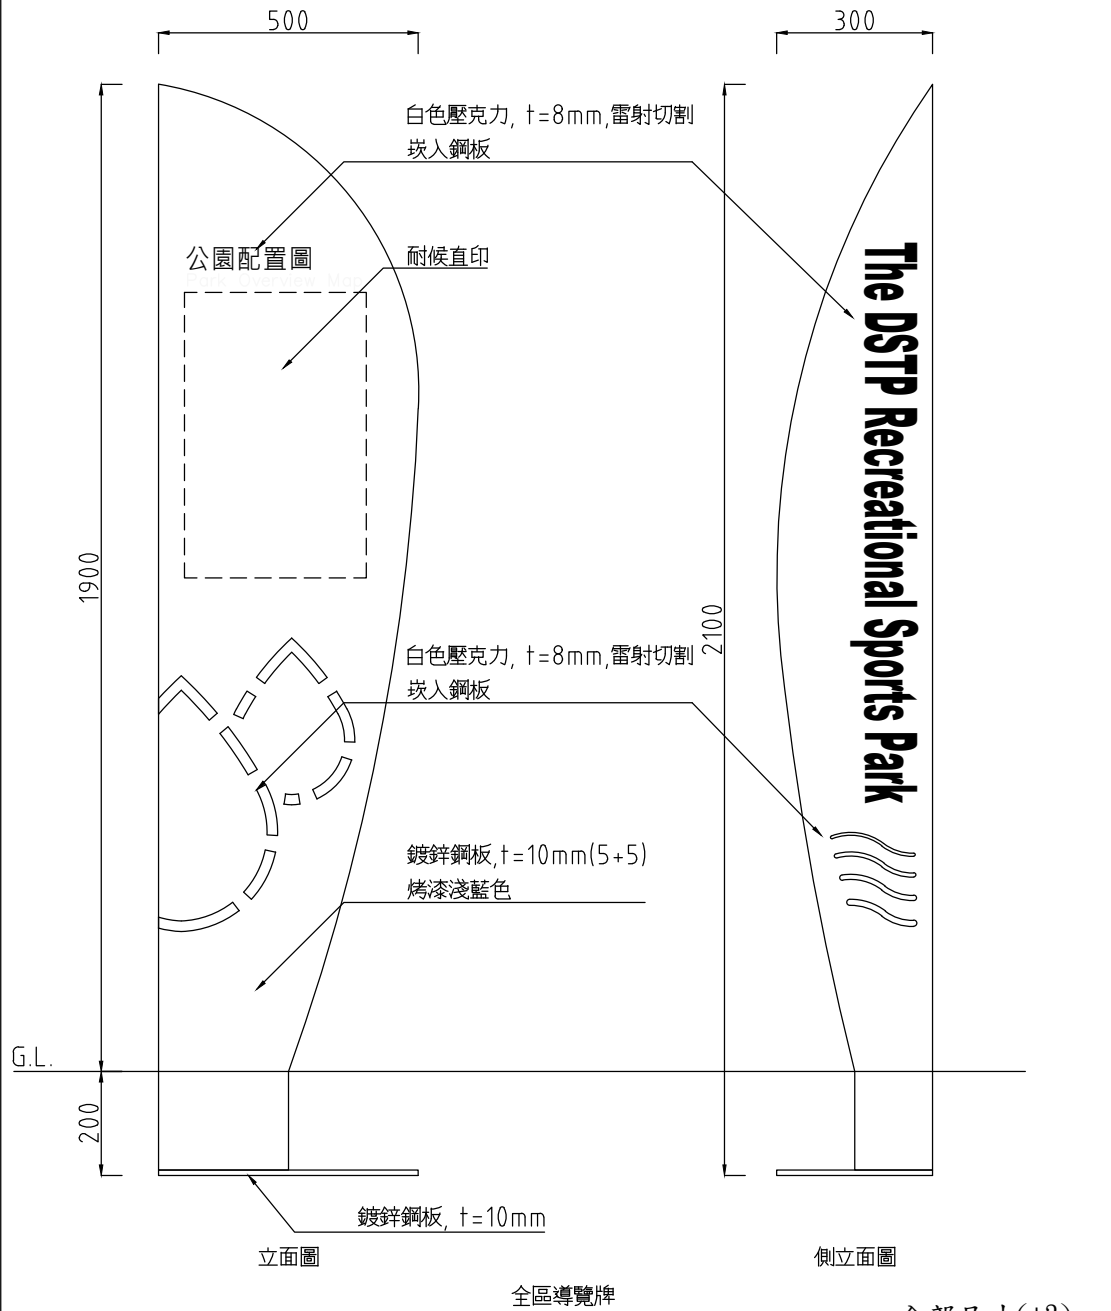 500
300
白色壓克力, t=8mm,雷射切割
崁入鋼板
公園配置圖
Park Overview Map
耐候直印
The DSTP Recreational Sports Park
1900
2100
白色壓克力, t=8mm,雷射切割
崁入鋼板
鍍鋅鋼板,t=10mm(5+5)
烤漆淺藍色
G.L.
200
鍍鋅鋼板, t=10mm
立面圖
側立面圖
全區導覽牌